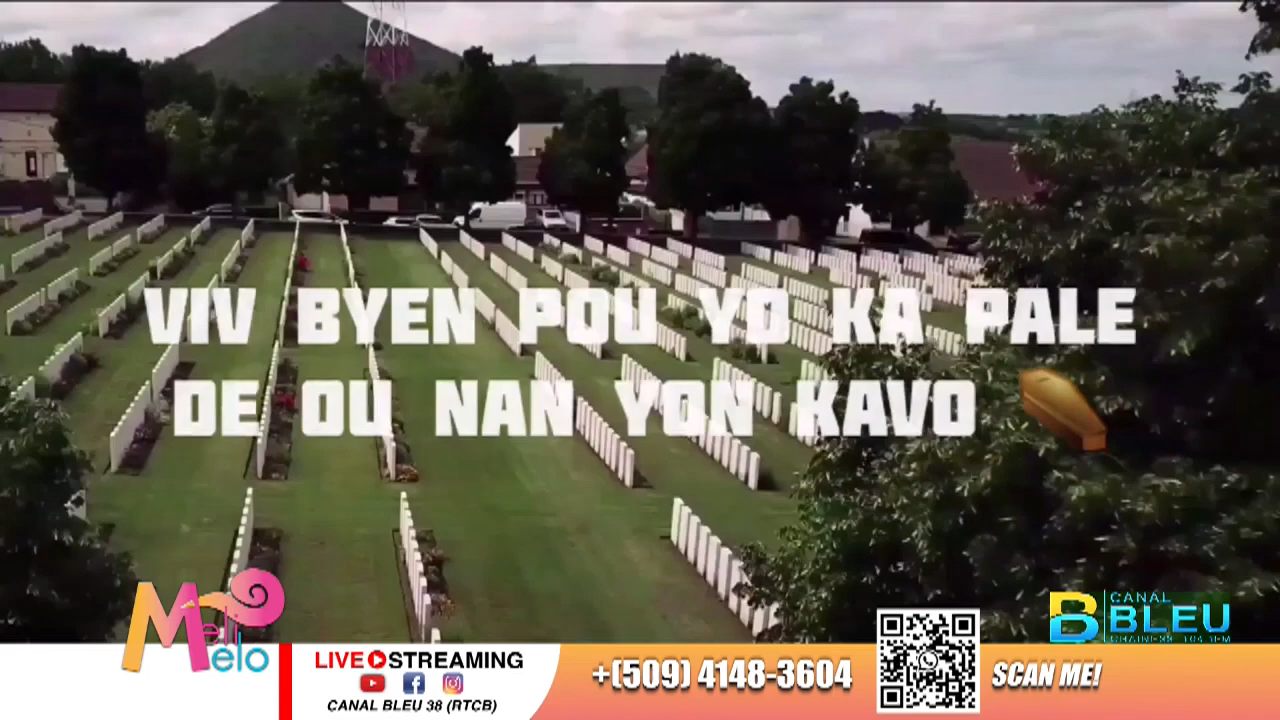 VIV BYEN POU YO KA PALE
DE OU NAN YON KAVO
Meli
Melo
LIVE STREAMING
CANAL BLEU 38 (RTCB)
+(509) 4148-3604
SCAN ME!
CANAL
BLEU